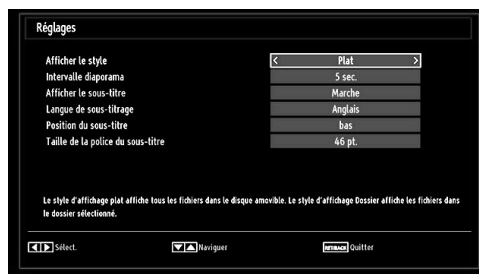 Réglages
Afficher le style < Plat >
Intervalle diaporama 5 sec.
Afficher le sous-titre Marche
Langue de sous-titrage Anglais
Position du sous-titre bas
Taille de la police du sous-titre 46 pt.
Le style d'affichage plat affiche tous les fichiers dans le disque amovible. Le style d'affichage Dossier affiche les fichiers dans
le dossier sélectionné.
Sélect. Naviguer RET/BACK Quitter